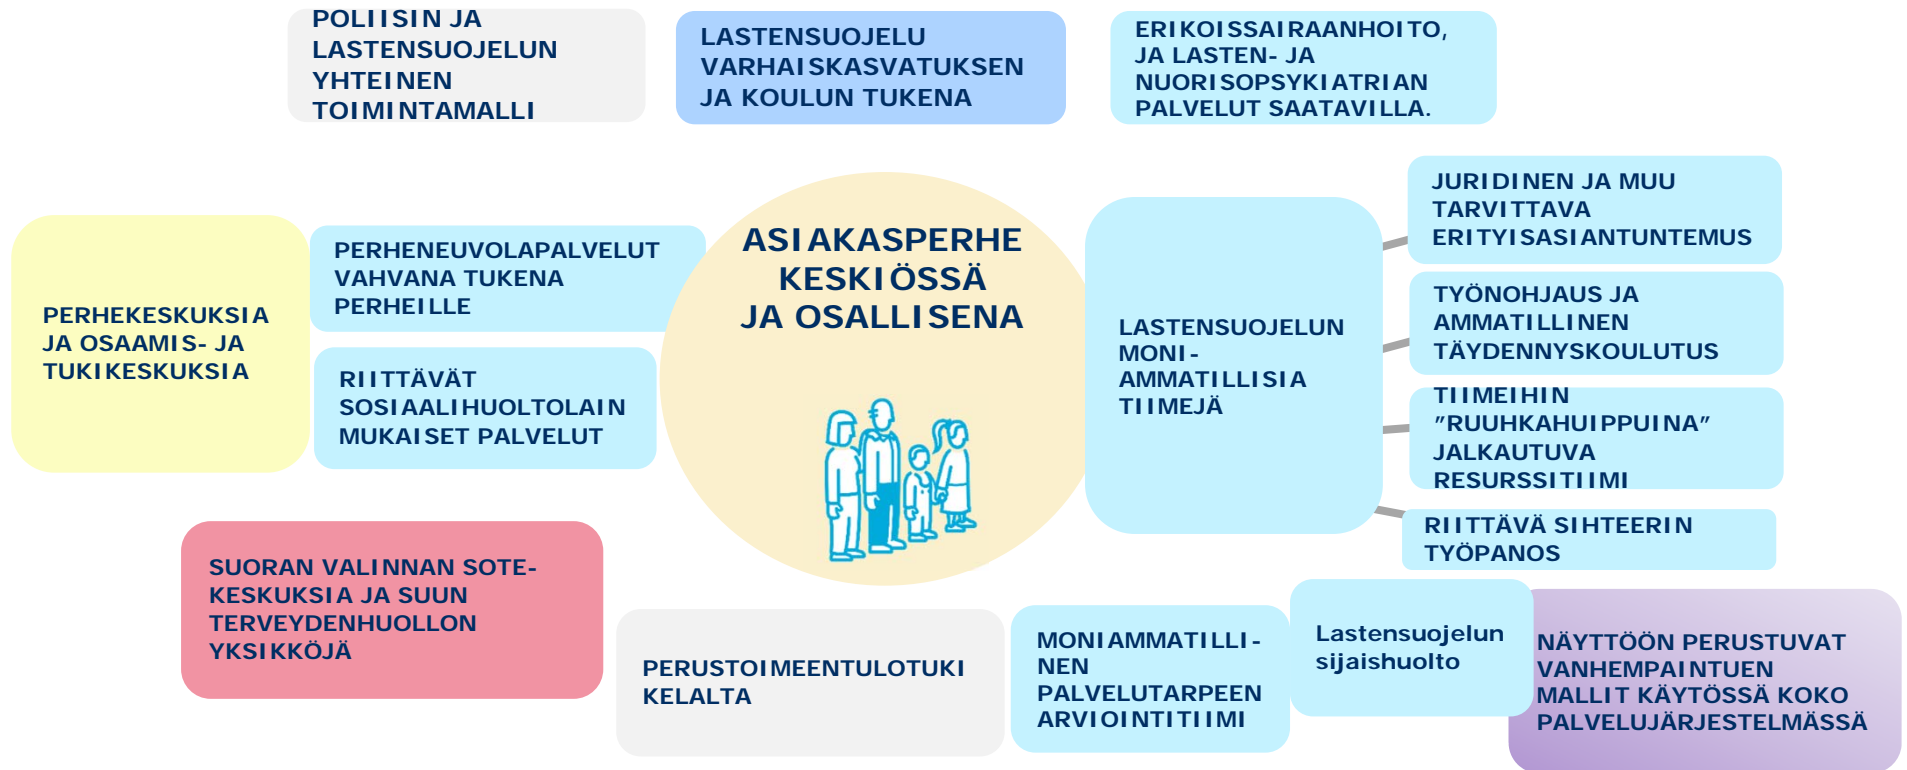 POLIISIN JA
LASTENSUOJELUN
YHTEINEN
TOIMINTAMALLI
LASTENSUOJELU
VARHAISKASVATUKSEN
JA KOULUN TUKENA
ERIKOISSAIRAANHOITO,
JA LASTEN- JA
NUORISOPSYKIATRIAN
PALVELUT SAATAVILLA.
PERHEKESKUKSIA
JA OSAAMIS- JA
TUKIKESKUKSIA
PERHENEUVOLAPALVELUT
VAHVANA TUKENA
PERHEILLE
RIITTÄVÄT
SOSIAALIHUOLTOLAIN
MUKAISET PALVELUT
ASIAKASPERHE
KESKIÖSSÄ
JA OSALLISENA
LASTENSUOJELUN
MONI-
AMMATILLISIA
TIIMEJÄ
JURIDINEN JA MUU
TARVITTAVA
ERITYISASIANTUNTEMUS
TYÖNOHJAUS JA
AMMATILLINEN
TÄYDENNYSKOULUTUS
TIIMEIHIN
”RUUHKAHUIPPUINA”
JALKAUTUVA
RESURSSITIIMI
RIITTÄVÄ SIHTEERIN
TYÖPANOS
SUORAN VALINNAN SOTE-
KESKUKSIA JA SUUN
TERVEYDENHUOLLON
YKSIKKÖJÄ
PERUSTOIMEENTULOTUKI
KELALTA
MONIAMMATILLI-
NEN
PALVELUTARPEEN
ARVIOINTITIIMI
Lastensuojelun
sijaishuolto
NÄYTTÖÖN PERUSTUVAT
VANHEMPAINTUEN
MALLIT KÄYTÖSSÄ KOKO
PALVELUJÄRJESTELMÄSSÄ